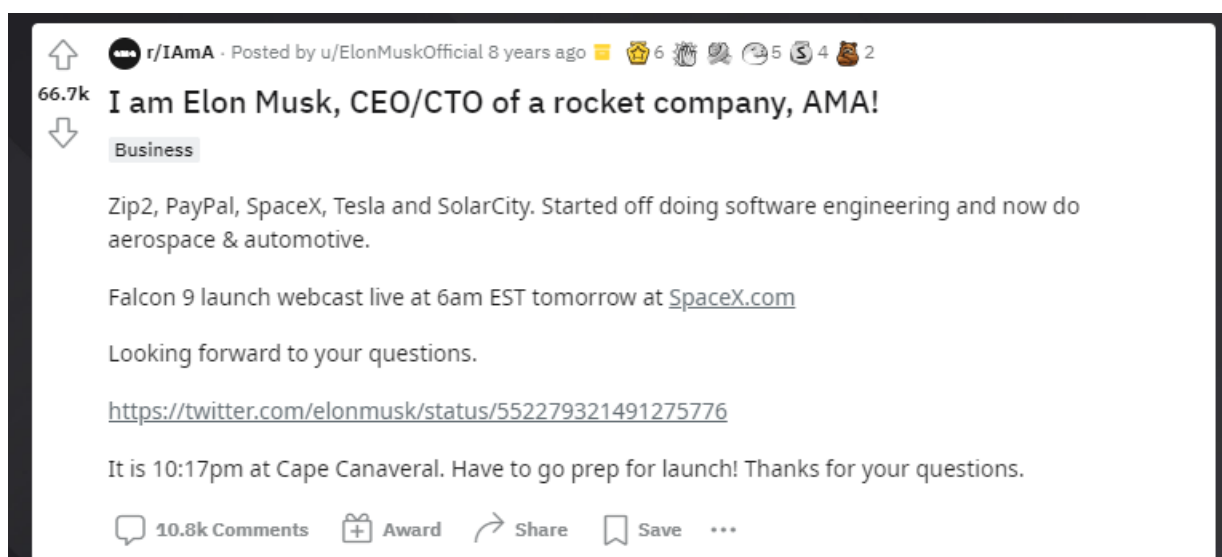 r/IAmA · Posted by u/ElonMuskOfficial 8 years ago 6 5 S 4 2
66.7k
I am Elon Musk, CEO/CTO of a rocket company, AMA!
Business
Zip2, PayPal, SpaceX, Tesla and SolarCity. Started off doing software engineering and now do
aerospace & automotive.
Falcon 9 launch webcast live at 6am EST tomorrow at SpaceX.com
Looking forward to your questions.
https://twitter.com/elonmusk/status/552279321491275776
It is 10:17pm at Cape Canaveral. Have to go prep for launch! Thanks for your questions.
10.8k Comments Award Share Save ···